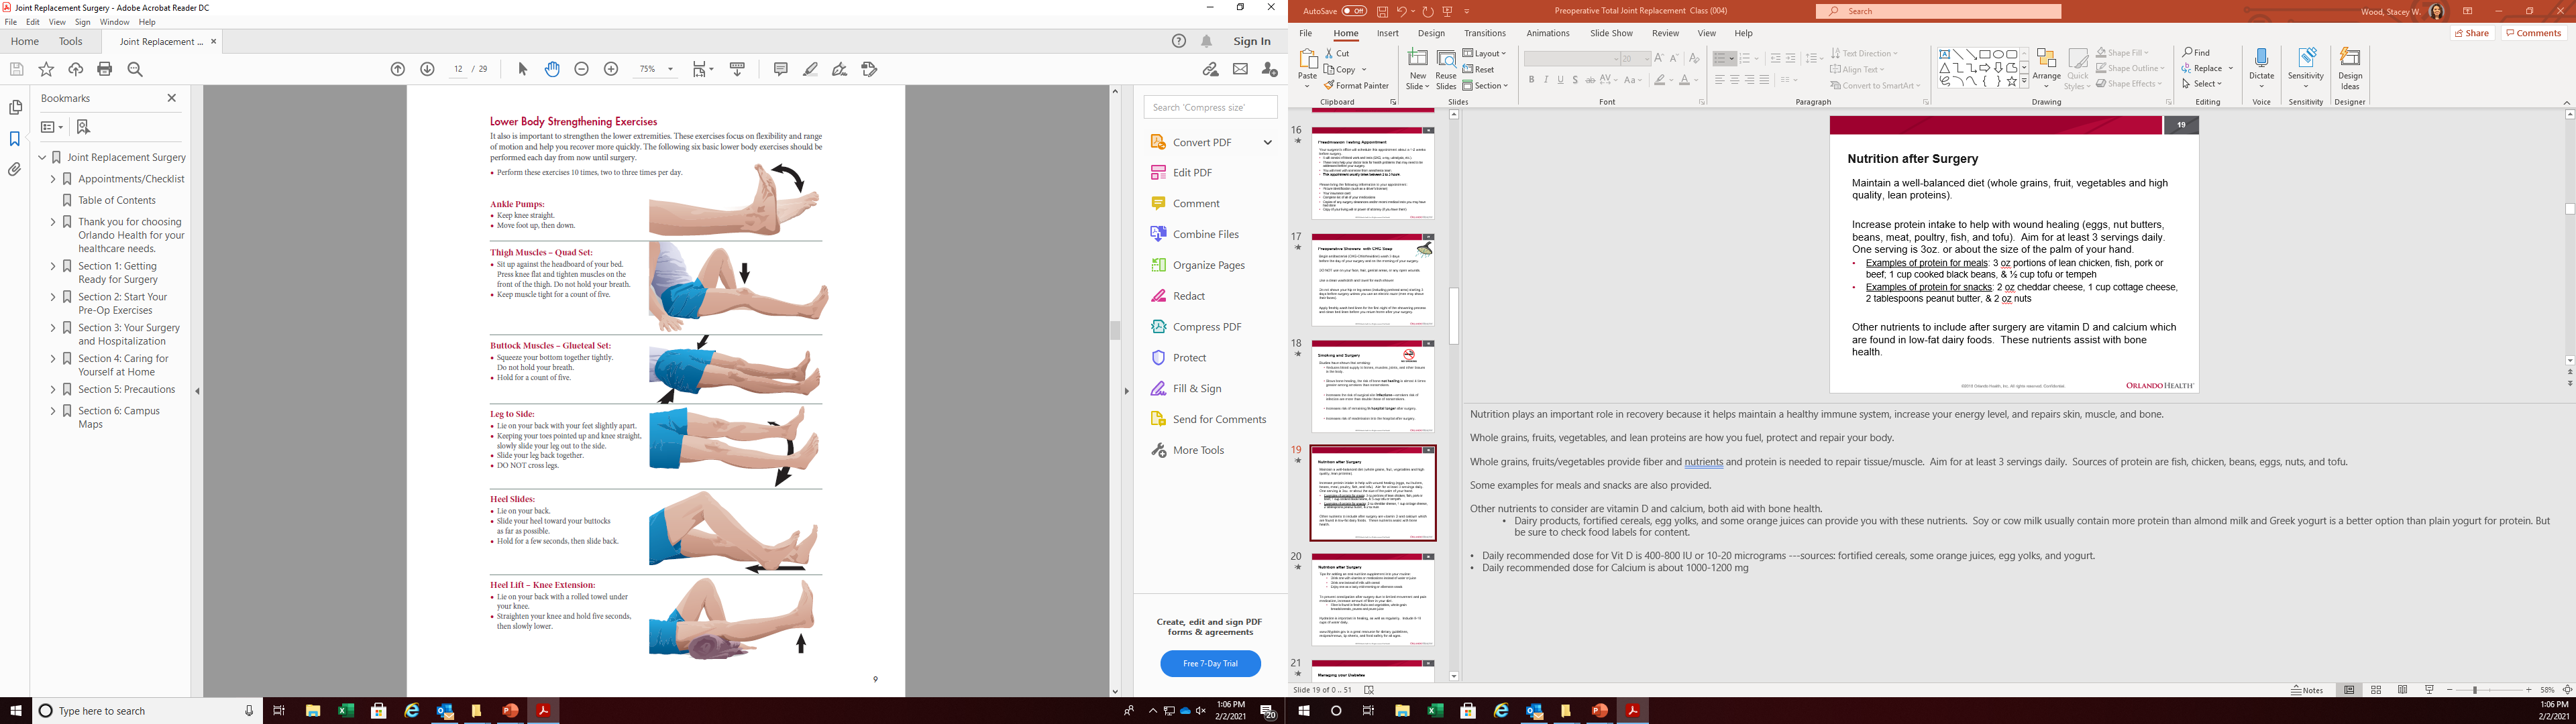 Joint Replacement Surgery - Adobe Acrobat Reader DC
File Edit View Sign Window Help
Home Tools Joint Replacement ... × Sign In
12 / 29 75%
Bookmarks
Joint Replacement Surgery
Appointments/Checklist
Table of Contents
Thank you for choosing
Orlando Health for your
healthcare needs.
Section 1: Getting
Ready for Surgery
Section 2: Start Your
Pre-Op Exercises
Section 3: Your Surgery
and Hospitalization
Section 4: Caring for
Yourself at Home
Section 5: Precautions
Section 6: Campus
Maps
Lower Body Strengthening Exercises
It also is important to strengthen the lower extremities. These exercises focus on flexibility and range
of motion and help you recover more quickly. The following six basic lower body exercises should be
performed each day from now until surgery.
• Perform these exercises 10 times, two to three times per day.
Ankle Pumps:
• Keep knee straight.
• Move foot up, then down.
Thigh Muscles – Quad Set:
• Sit up against the headboard of your bed.
Press knee flat and tighten muscles on the
front of the thigh. Do not hold your breath.
• Keep muscle tight for a count of five.
Buttock Muscles – Gluteal Set:
• Squeeze your bottom together tightly.
Do not hold your breath.
• Hold for a count of five.
Leg to Side:
• Lie on your back with your feet slightly apart.
• Keeping your toes pointed up and knee straight,
slowly slide your leg out to the side.
• Slide your leg back together.
• DO NOT cross legs.
Heel Slides:
• Lie on your back.
• Slide your heel toward your buttocks
as far as possible.
• Hold for a few seconds, then slide back.
Heel Lift – Knee Extension:
• Lie on your back with a rolled towel under
your knee.
• Straighten your knee and hold five seconds,
then slowly lower.
9
Search 'Compress size'
Convert PDF
Edit PDF
Comment
Combine Files
Organize Pages
Redact
Compress PDF
Protect
Fill & Sign
Send for Comments
More Tools
Create, edit and sign PDF
forms & agreements
Free 7-Day Trial
Type here to search
1:06 PM
2/2/2021
20
AutoSave Off
Preoperative Total Joint Replacement Class (004)
Search
Wood, Stacey W.
File Home Insert Design Transitions Animations Slide Show Review View Help
Share Comments
Paste
Cut
Copy
Format Painter
Clipboard
New
Slide
Reuse
Slides
Layout
Reset
Section
Slides
20
Font
Text Direction
Align Text
Convert to SmartArt
Paragraph
Arrange
Quick
Styles
Shape Fill
Shape Outline
Shape Effects
Drawing
Find
Replace
Select
Editing
Dictate
Voice
Sensitivity
Sensitivity
Design
Ideas
Designer
16
17
18
Smoking and Surgery
19
Nutrition after Surgery
20
Nutrition after Surgery
21
Managing your Diabetes
19
Nutrition after Surgery
Maintain a well-balanced diet (whole grains, fruit, vegetables and high
quality, lean proteins).
Increase protein intake to help with wound healing (eggs, nut butters,
beans, meat, poultry, fish, and tofu). Aim for at least 3 servings daily.
One serving is 3oz. or about the size of the palm of your hand.
• Examples of protein for meals: 3 oz portions of lean chicken, fish, pork or
beef; 1 cup cooked black beans, & ½ cup tofu or tempeh
• Examples of protein for snacks: 2 oz cheddar cheese, 1 cup cottage cheese,
2 tablespoons peanut butter, & 2 oz nuts
Other nutrients to include after surgery are vitamin D and calcium which
are found in low-fat dairy foods. These nutrients assist with bone
health.
ORLANDO HEALTH
Nutrition plays an important role in recovery because it helps maintain a healthy immune system, increase your energy level, and repairs skin, muscle, and bone.
Whole grains, fruits, vegetables, and lean proteins are how you fuel, protect and repair your body.
Whole grains, fruits/vegetables provide fiber and nutrients and protein is needed to repair tissue/muscle. Aim for at least 3 servings daily. Sources of protein are fish, chicken, beans, eggs, nuts, and tofu.
Some examples for meals and snacks are also provided.
Other nutrients to consider are vitamin D and calcium, both aid with bone health.
• Dairy products, fortified cereals, egg yolks, and some orange juices can provide you with these nutrients. Soy or cow milk usually contain more protein than almond milk and Greek yogurt is a better option than plain yogurt for protein. But
be sure to check food labels for content.
• Daily recommended dose for Vit D is 400-800 IU or 10-20 micrograms ---sources: fortified cereals, some orange juices, egg yolks, and yogurt.
• Daily recommended dose for Calcium is about 1000-1200 mg
Slide 19 of 0 .. 51
Notes
58%
1:06 PM
2/2/2021